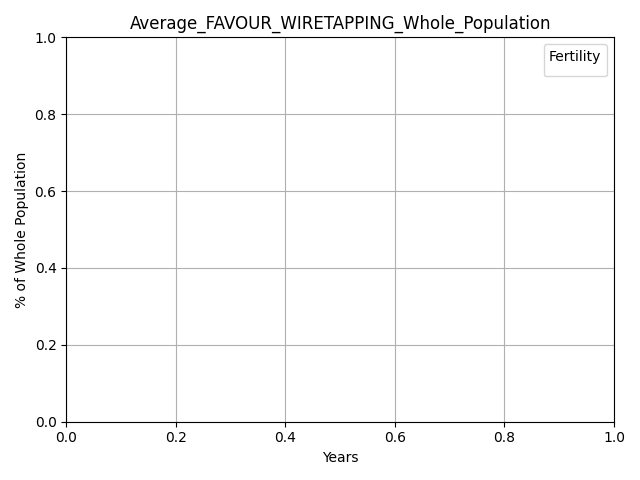 Average_FAVOUR_WIRETAPPING_Whole_Population
Fertility
% of Whole Population
1.0
0.8
0.6
0.4
0.2
0.0
0.0 0.2 0.4 0.6 0.8 1.0
Years